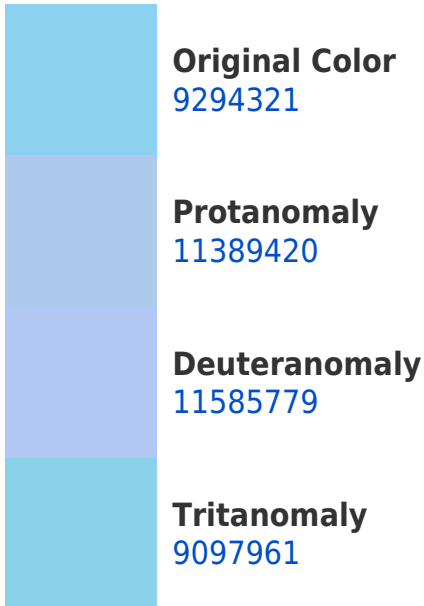 Original Color
9294321
Protanomaly
11389420
Deuteranomaly
11585779
Tritanomaly
9097961